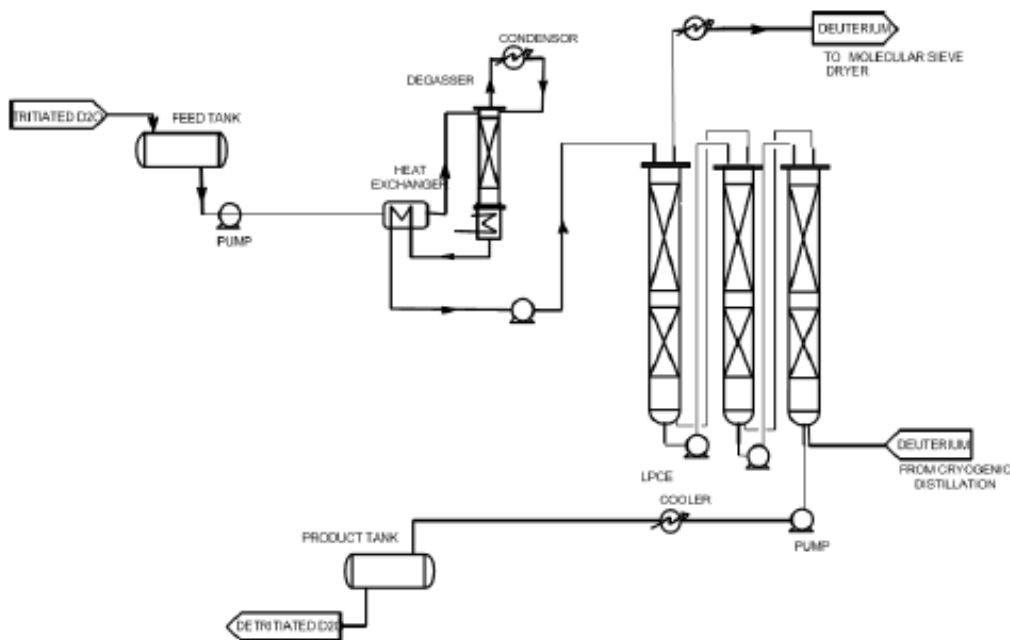 DEUTERIUM
TO MOLECULAR SIEVE
DRYER
CONDENSOR
DEGASSER
TRITIATED D2O
FEED TANK
HEAT
EXCHANGER
PUMP
DEUTERIUM
FROM CRYOGENIC
DISTILLATION
LPCE
COOLER
PUMP
PRODUCT TANK
DETRITIATED D2O